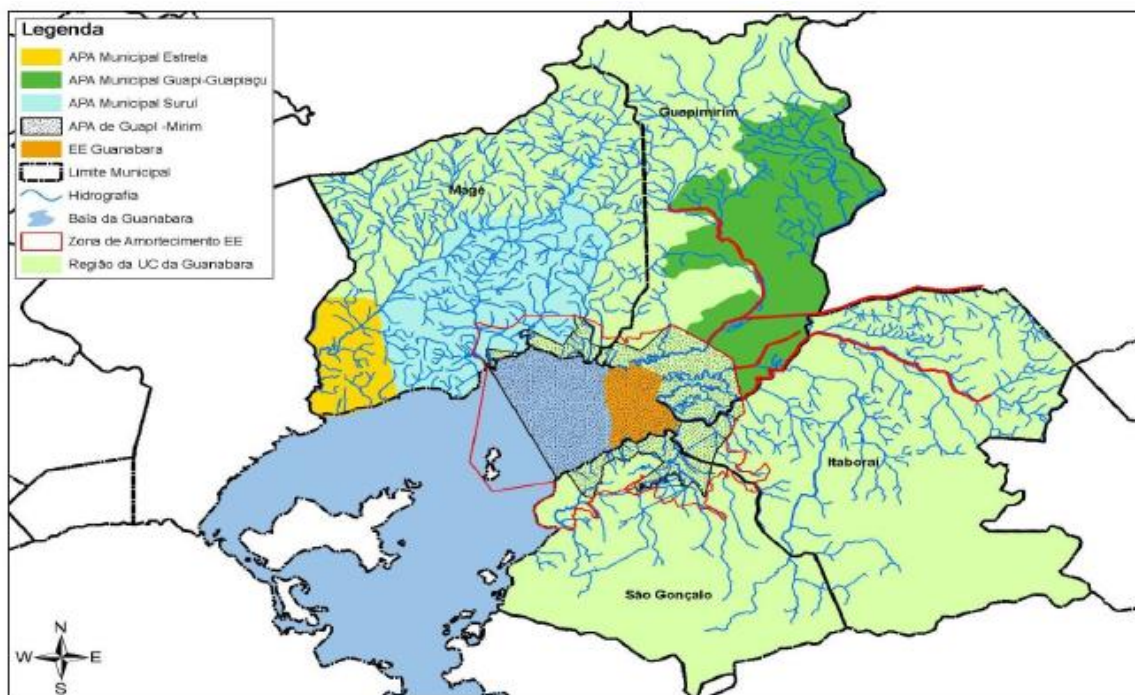 Legenda
APA Municipal Estrela
APA Municipal Guapi-Guapiaçu
APA Municipal Suruí
APA de Guapi -Mirim
EE Guanabara
Limite Municipal
Hidrografia
Baía da Guanabara
Zona de Amortecimento EE
Região da UC da Guanabara
Guapimirim
Magé
Itaboraí
São Gonçalo
N
W E
S